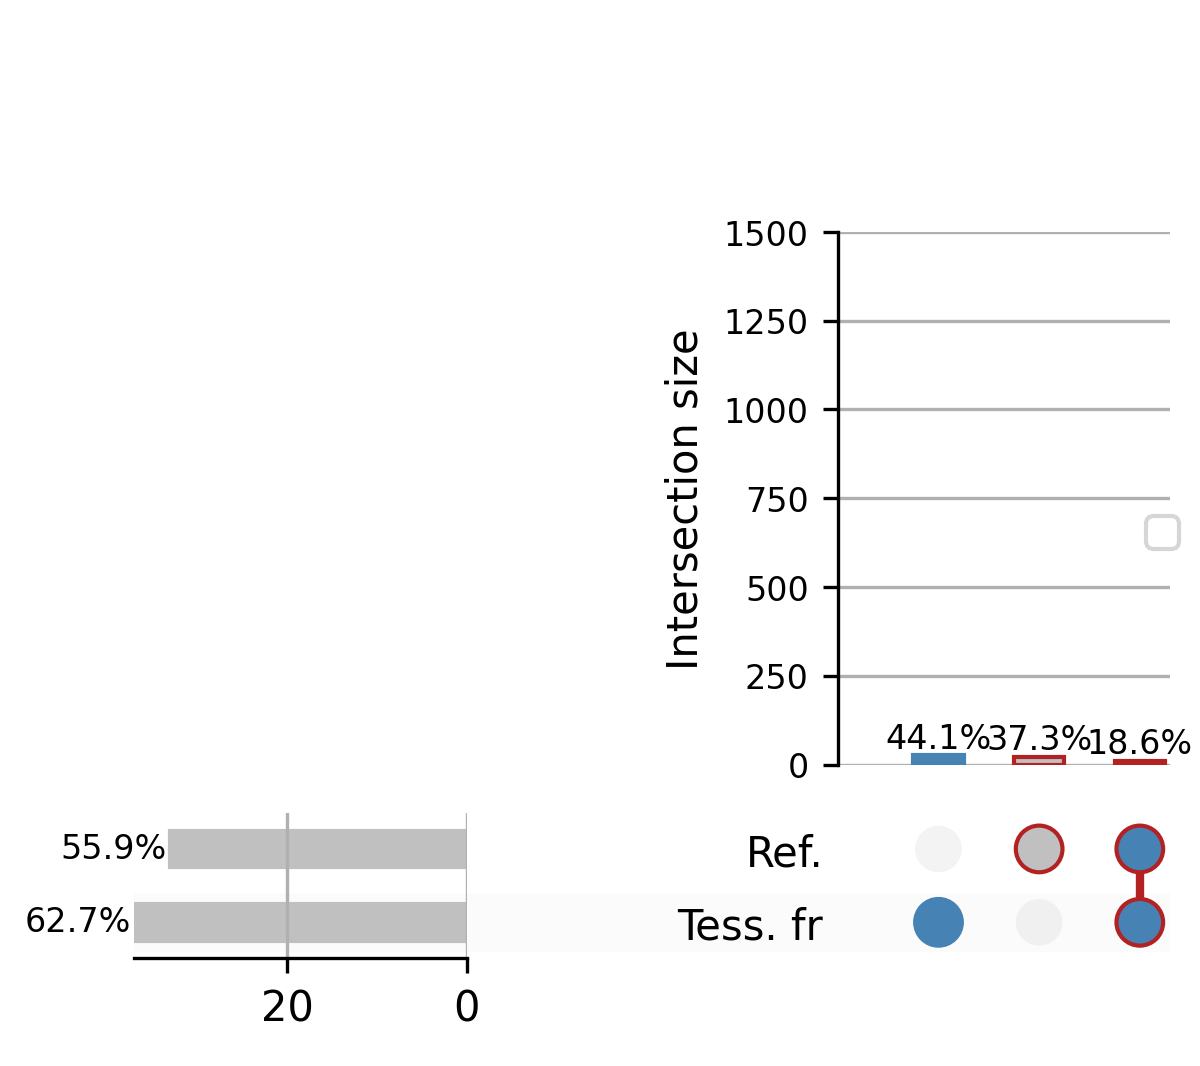 1500
1250
1000
750
500
250
0
Intersection size
44.1% 37.3% 18.6%
55.9%
Ref.
62.7%
Tess. fr
20 0